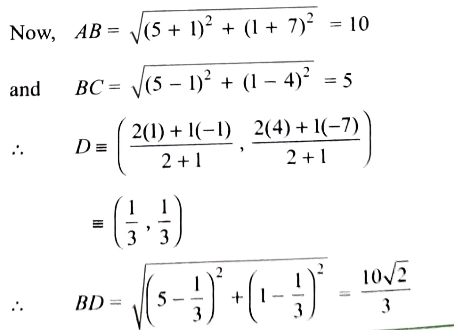 Now, AB = √((5 + 1)² + (1 + 7)²) = 10
and BC = √((5 − 1)² + (1 − 4)²) = 5
∴ D ≡ ((2(1) + 1(−1))/(2 + 1) , (2(4) + 1(−7))/(2 + 1))
≡ (1/3 , 1/3)
∴ BD = √((5 − 1/3)² + (1 − 1/3)²) = 10√2/3